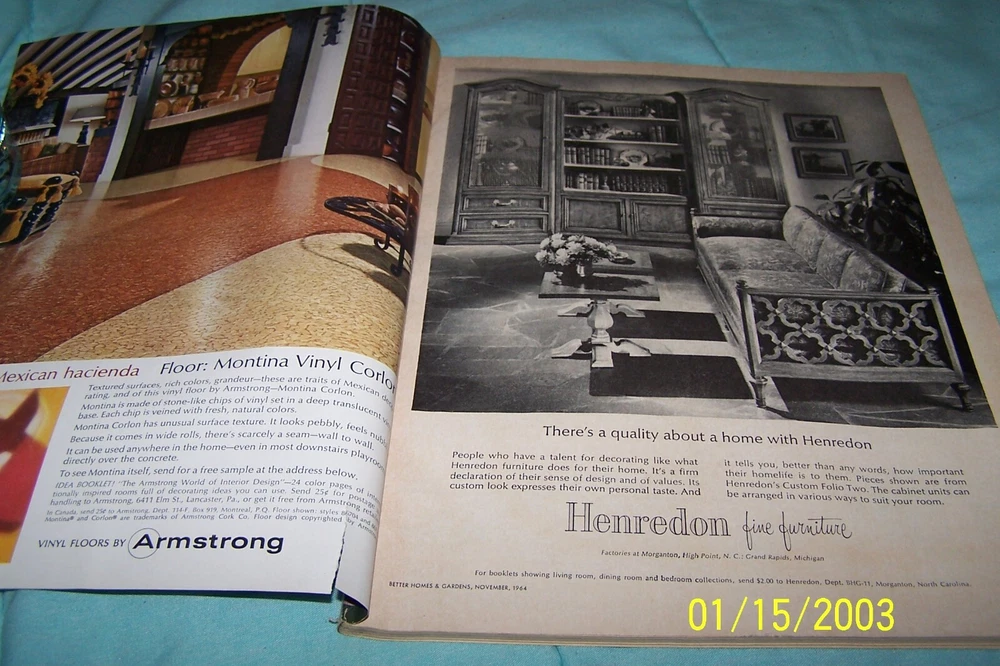 Mexican hacienda Floor: Montina Vinyl Corlon
Textured surfaces, rich colors, grandeur—these are traits of Mexican
rating, and of this vinyl floor by Armstrong—Montina Corlon.
Montina is made of stone-like chips of vinyl set in a deep translucent
base. Each chip is veined with fresh, natural colors.
Montina Corlon has unusual surface texture. It looks pebbly, feels
Because it comes in wide rolls, there's scarcely a seam—wall to wall.
It can be used anywhere in the home—even in most downstairs
directly over the concrete.
To see Montina itself, send for a free sample at the address below.
IDEA BOOKLET! "The Armstrong World of Interior Design"—24 color pages of
tionally inspired rooms full of decorating ideas you can use. Send 25¢ for postage
handling to Armstrong, 6411 Elm St., Lancaster, Pa., or get it free from
In Canada, send 25¢ to Armstrong, Dept. 114-F, Box 919, Montreal, P.Q. Floor shown: styles
Montina® and Corlon® are trademarks of Armstrong Cork Co. Floor design copyrighted by
VINYL FLOORS BY Armstrong
There's a quality about a home with Henredon
People who have a talent for decorating like what
Henredon furniture does for their home. It's a firm
declaration of their sense of design and of values. Its
custom look expresses their own personal taste. And
it tells you, better than any words, how important
their homelife is to them. Pieces shown are from
Henredon's Custom Folio Two. The cabinet units can
be arranged in various ways to suit your room.
Henredon fine furniture
Factories at Morganton, High Point, N. C.; Grand Rapids, Michigan
For booklets showing living room, dining room and bedroom collections, send $2.00 to Henredon, Dept. BHG-11, Morganton, North Carolina.
BETTER HOMES & GARDENS, NOVEMBER, 1964
01/15/2003